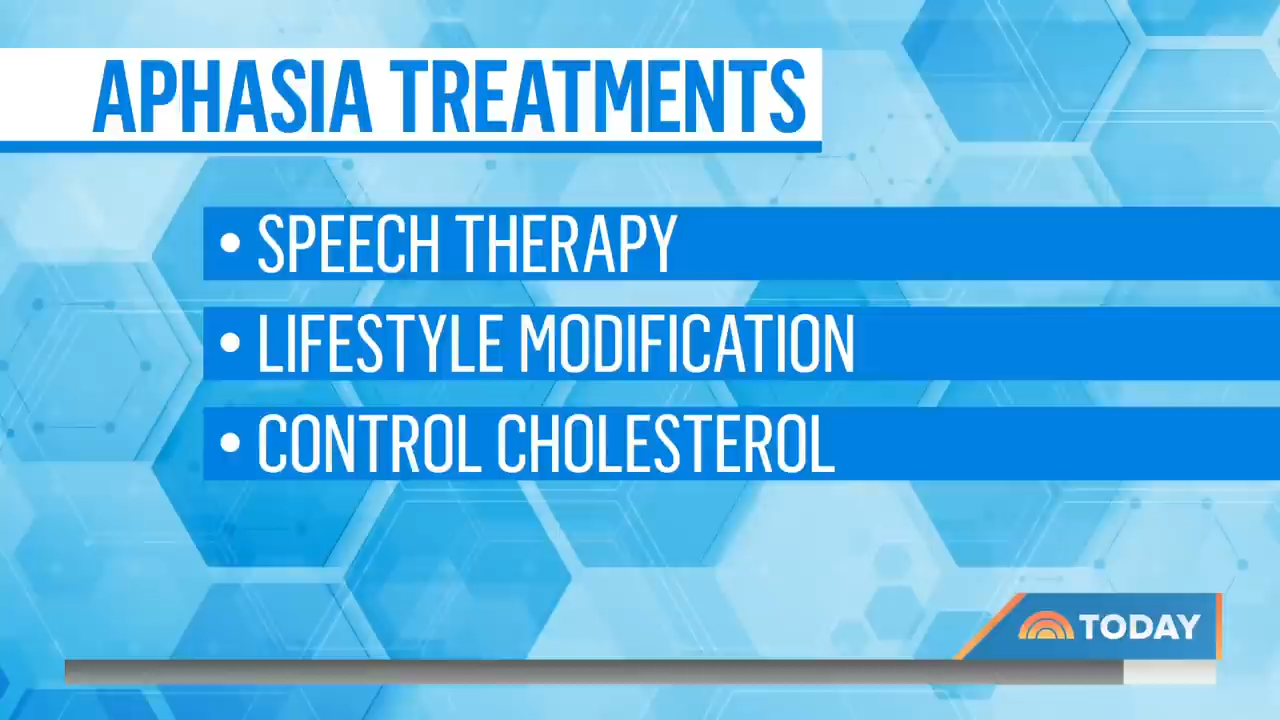 APHASIA TREATMENTS
• SPEECH THERAPY
• LIFESTYLE MODIFICATION
• CONTROL CHOLESTEROL
TODAY